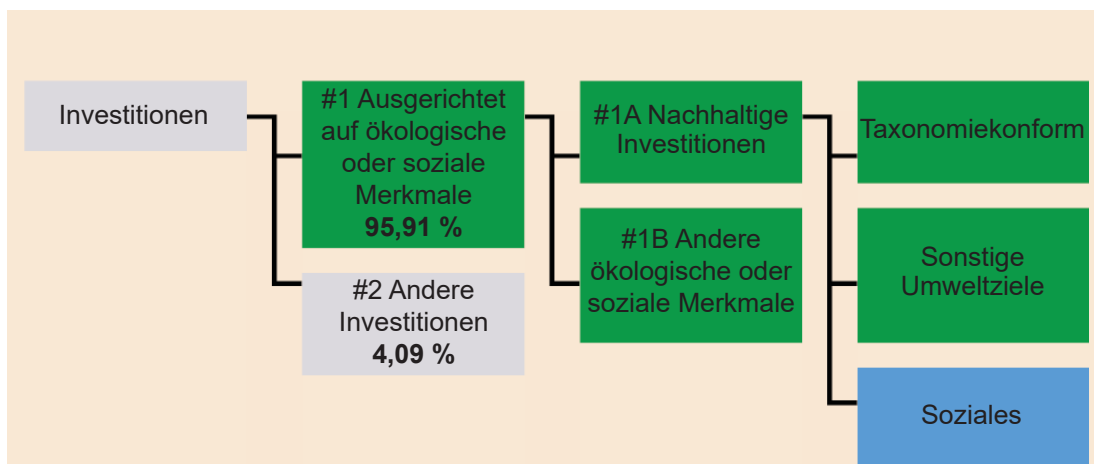 Investitionen
#1 Ausgerichtet
auf ökologische
oder soziale
Merkmale
95,91 %
#2 Andere
Investitionen
4,09 %
#1A Nachhaltige
Investitionen
#1B Andere
ökologische oder
soziale Merkmale
Taxonomiekonform
Sonstige
Umweltziele
Soziales